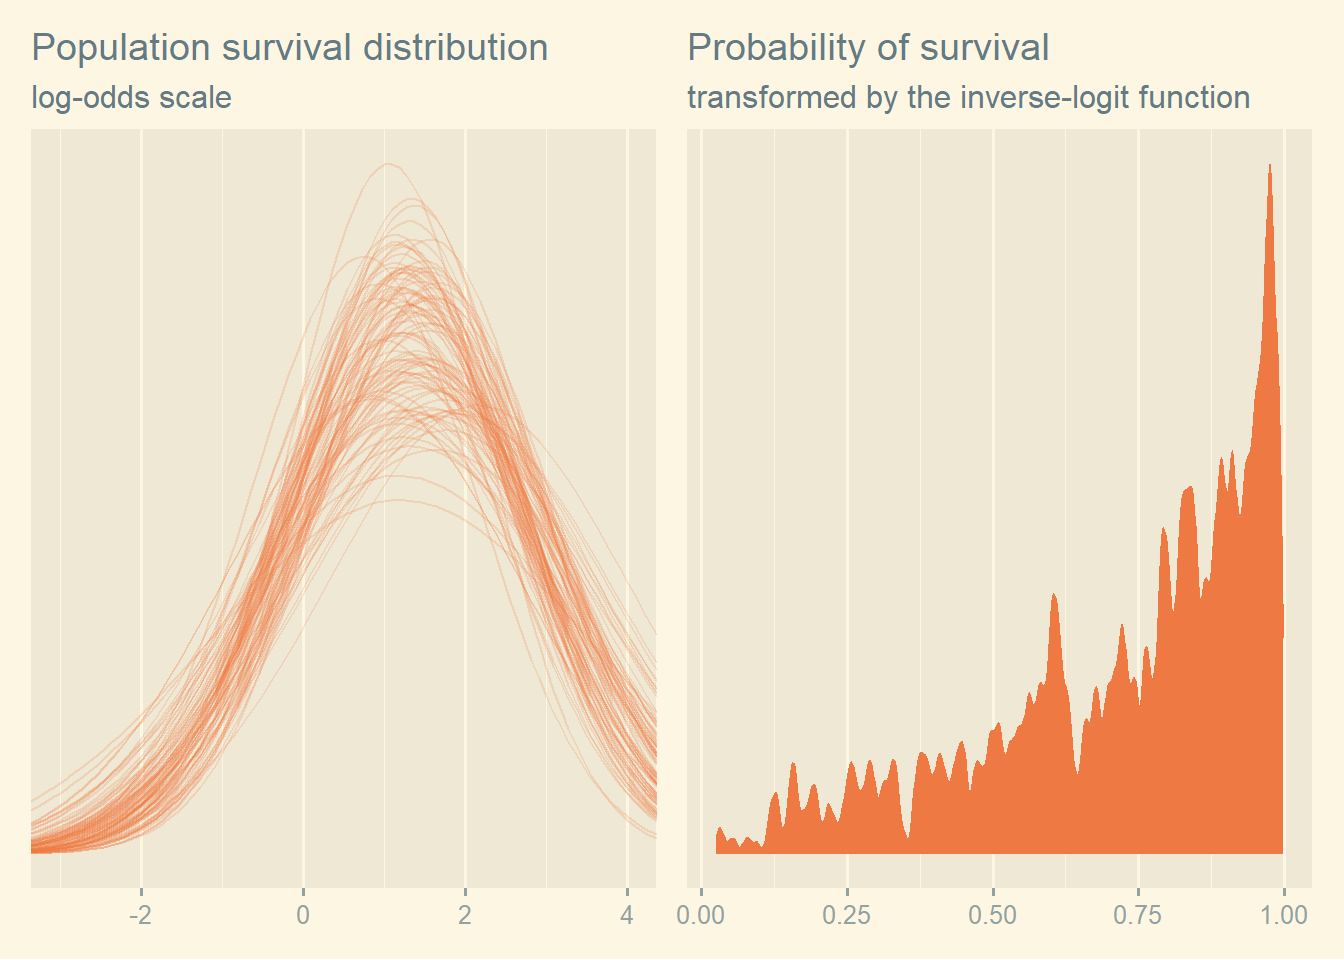 Population survival distribution
log-odds scale
-2 0 2 4
Probability of survival
transformed by the inverse-logit function
0.00 0.25 0.50 0.75 1.00